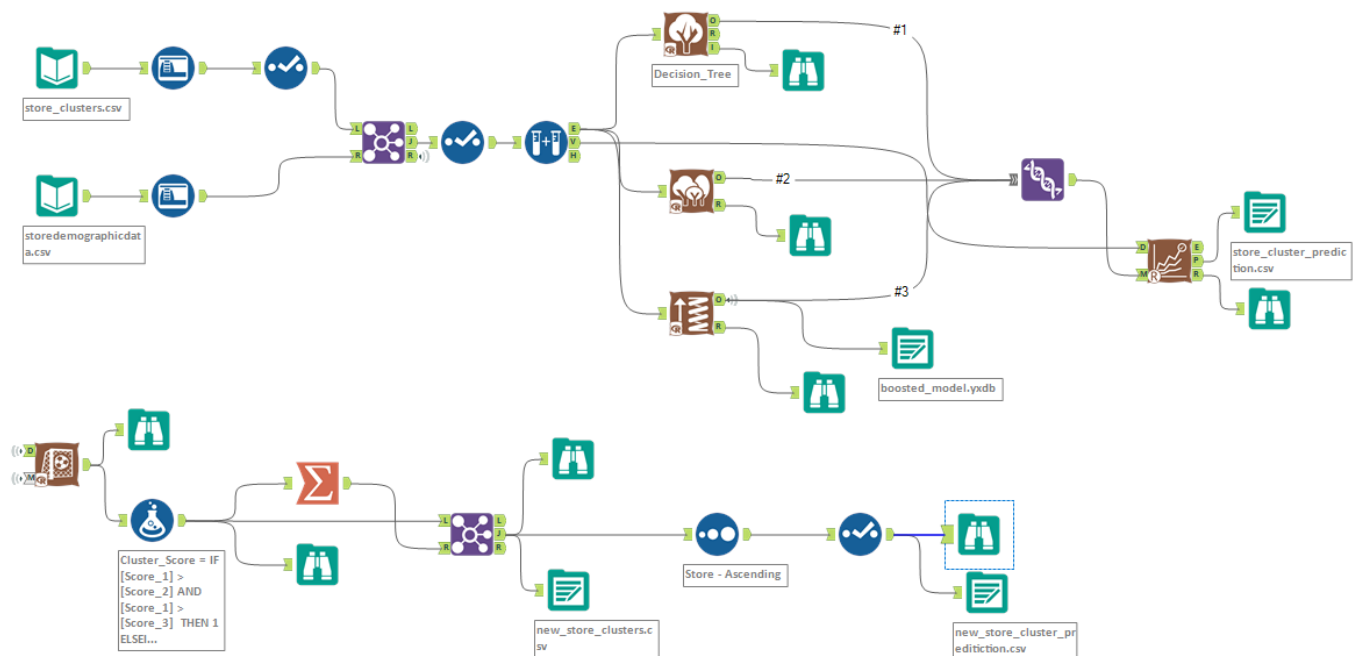 O
R
I
Decision_Tree
#1
store_clusters.csv
L
R
L
J
R
E
V
H
O
R
#2
storedemographicdat
a.csv
D
M
R
E
P
R
store_cluster_predic
tion.csv
O
R
#3
boosted_model.yxdb
D
M
R
L
R
L
J
R
Cluster_Score = IF
[Score_1] >
[Score_2] AND
[Score_1] >
[Score_3]  THEN 1
ELSEI...
Store - Ascending
new_store_clusters.c
sv
new_store_cluster_pr
editiction.csv